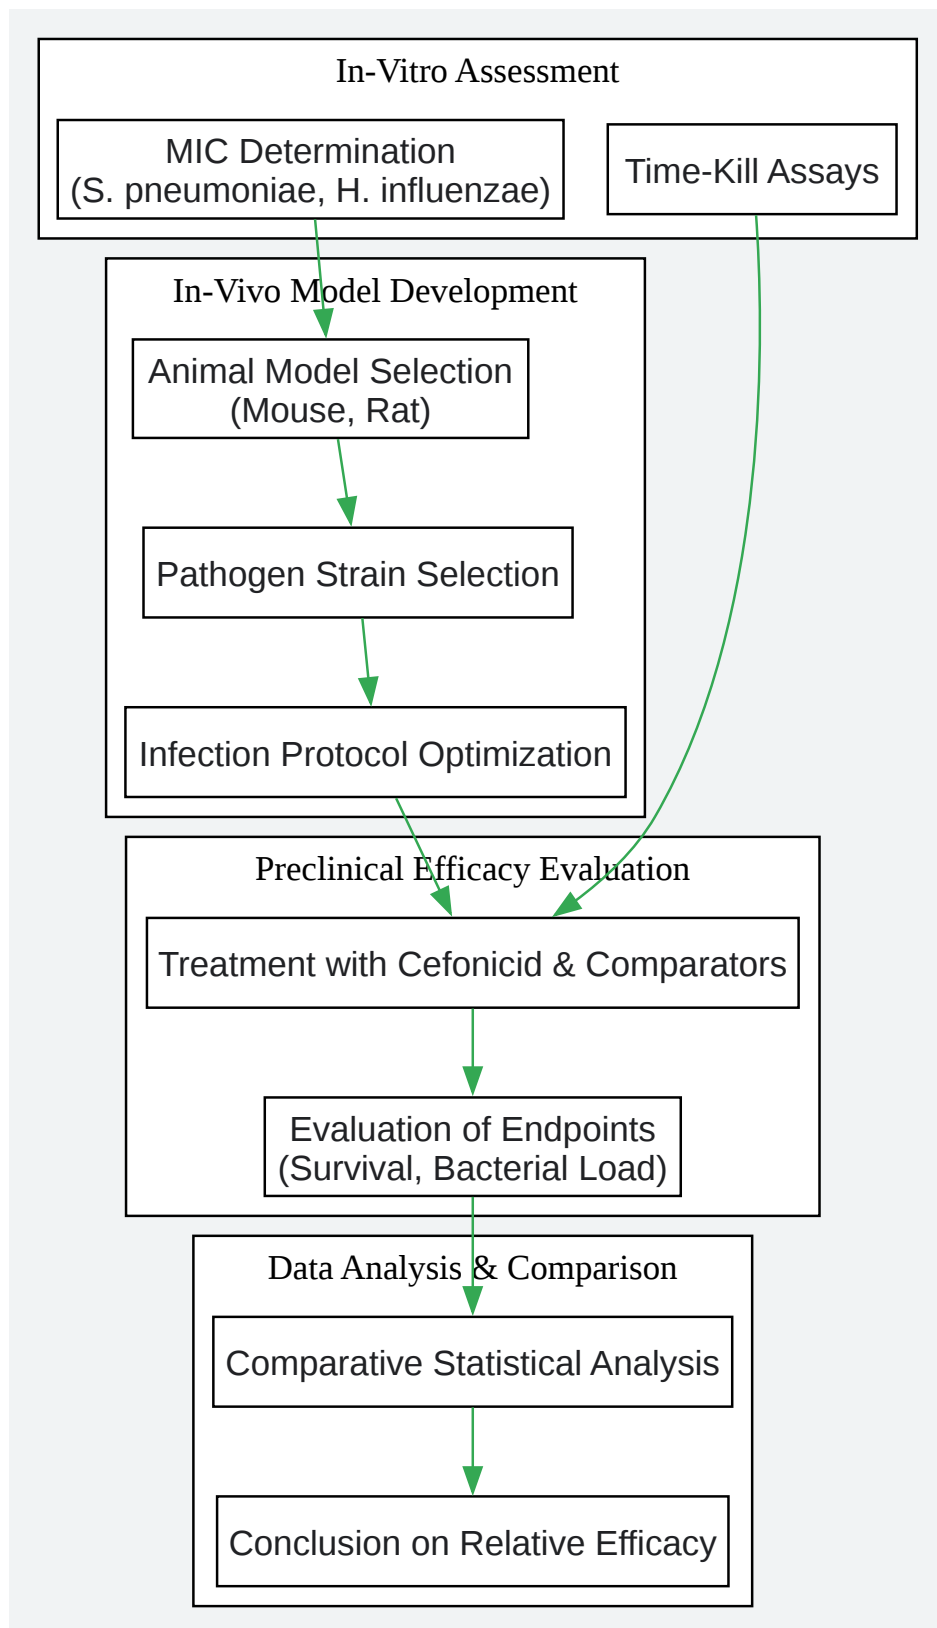 In-Vitro Assessment
MIC Determination
(S. pneumoniae, H. influenzae)
Time-Kill Assays
In-Vivo Model Development
Animal Model Selection
(Mouse, Rat)
Pathogen Strain Selection
Infection Protocol Optimization
Preclinical Efficacy Evaluation
Treatment with Cefonicid & Comparators
Evaluation of Endpoints
(Survival, Bacterial Load)
Data Analysis & Comparison
Comparative Statistical Analysis
Conclusion on Relative Efficacy